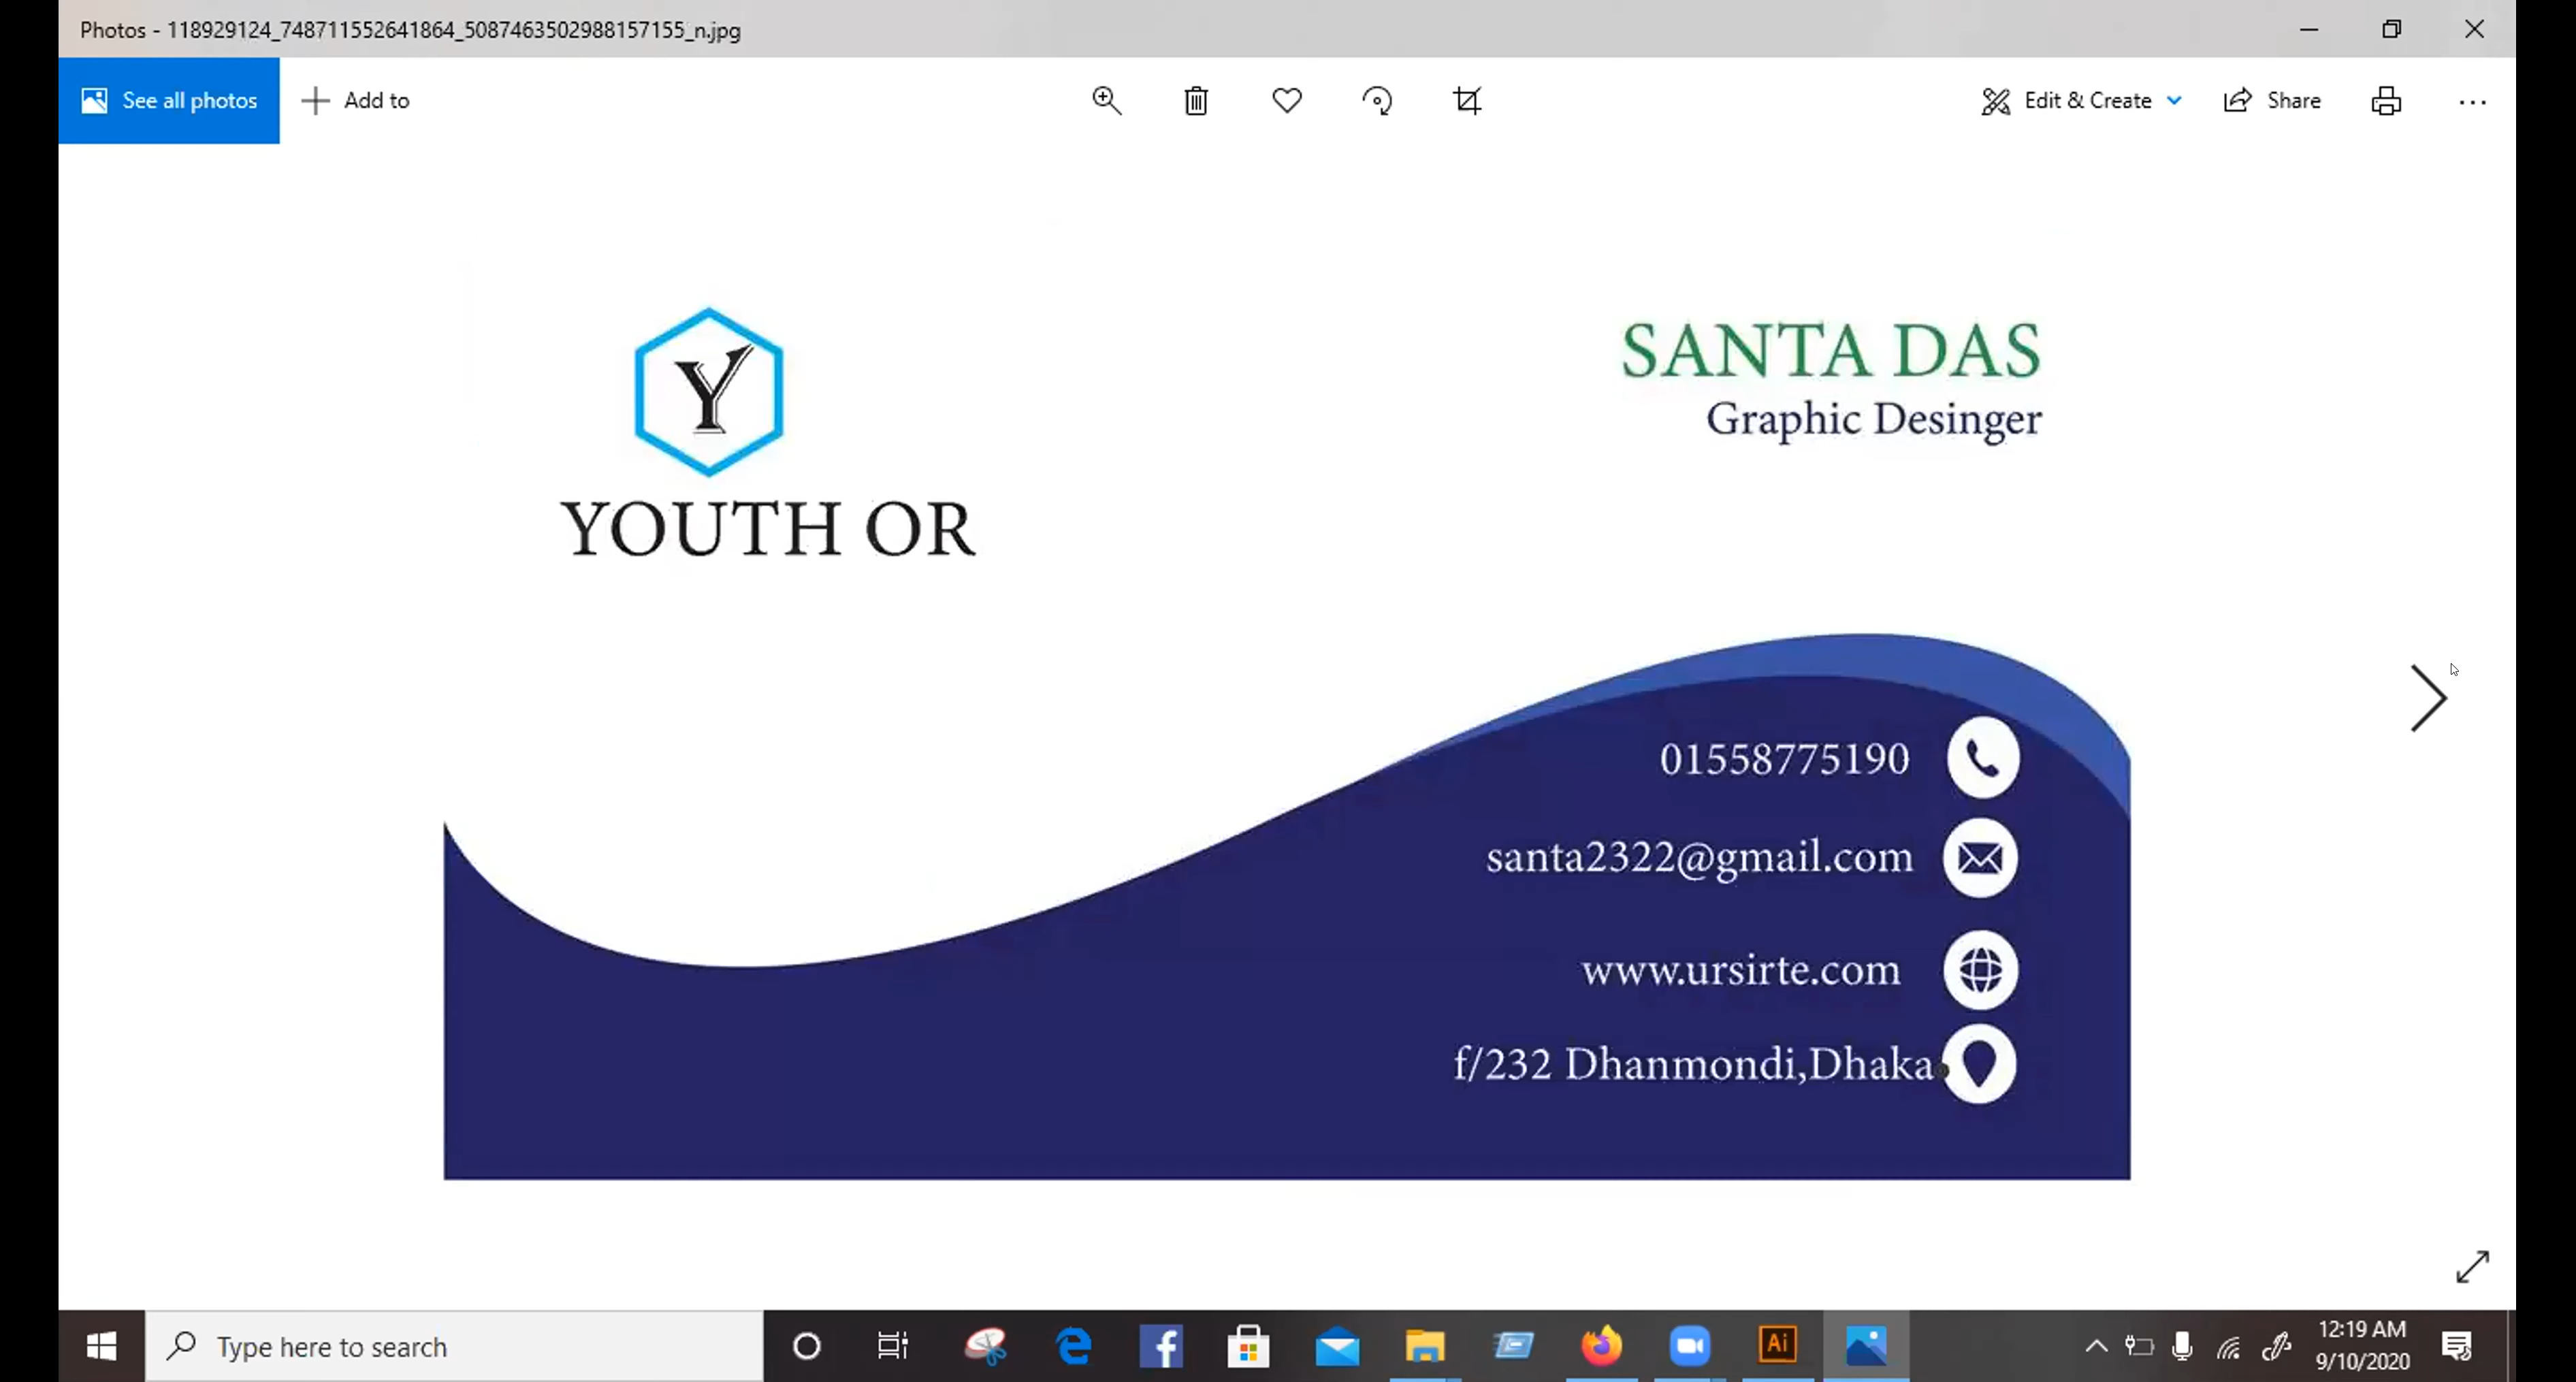 Photos - 118929124_748711552641864_5087463502988157155_n.jpg
See all photos
Add to
Edit & Create
Share
Y
YOUTH OR
SANTA DAS
Graphic Desinger
01558775190
santa2322@gmail.com
www.ursirte.com
f/232 Dhanmondi,Dhaka
Type here to search
Ai
12:19 AM
9/10/2020